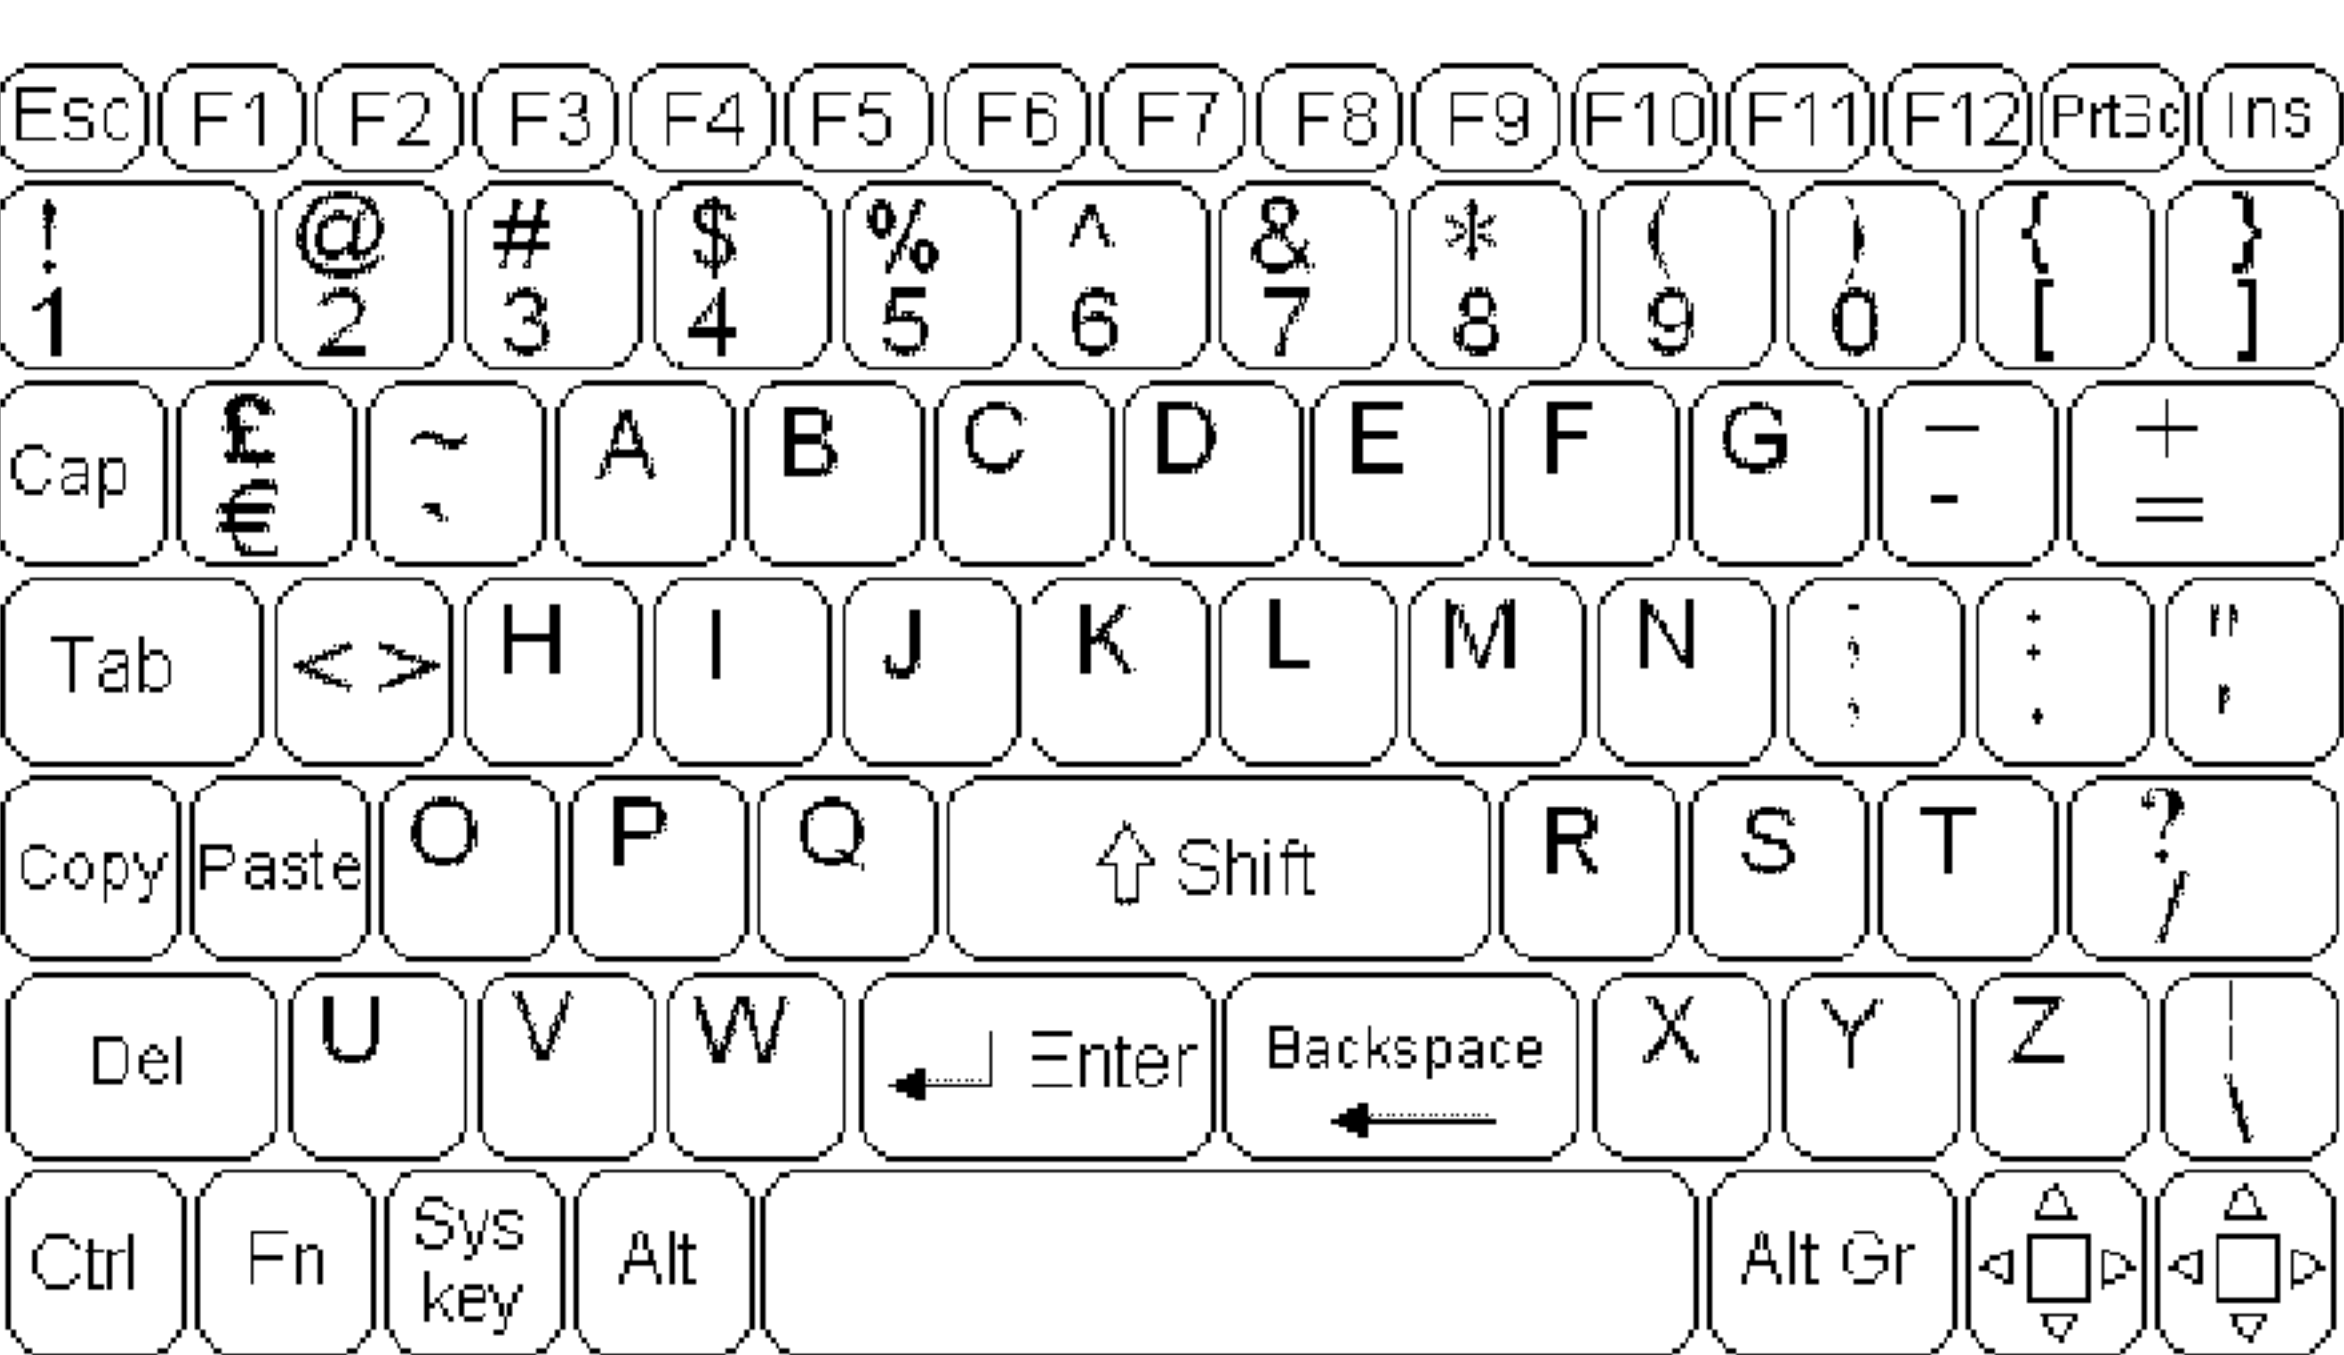 Esc F1 F2 F3 F4 F5 F6 F7 F8 F9 F10 F11 F12 PrtSc Ins
! @ # $ % ^ & * ( ) { }
1 2 3 4 5 6 7 8 9 0 [ ]
Cap £ ~ A B C D E F G — +
€ ` - =
Tab < > H I J K L M N ; : "
, . '
Copy Paste O P Q Shift R S T ?
/
Del U V W Enter Backspace X Y Z |
\
Ctrl Fn Sys Alt Alt Gr
key